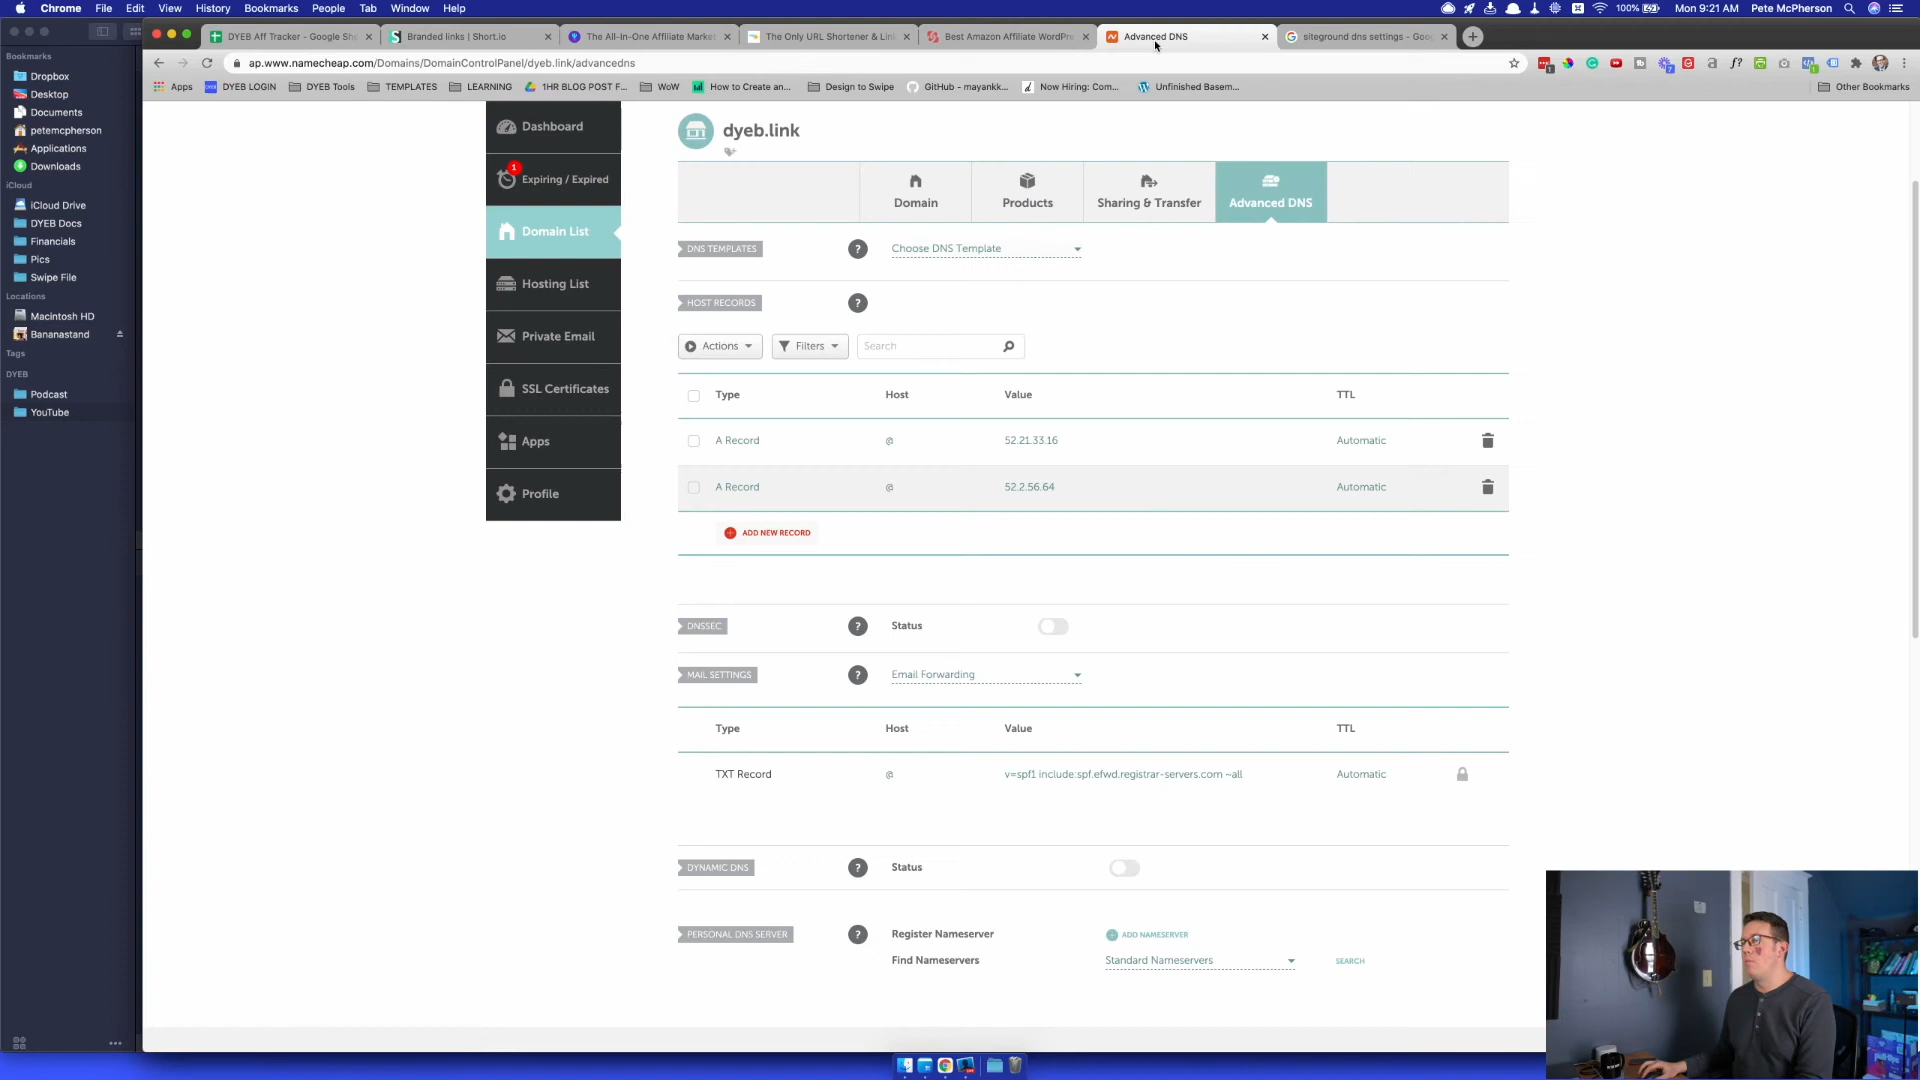 Chrome File Edit View History Bookmarks People Tab Window Help
100% Mon 9:21 AM Pete McPherson
DYEB Aff Tracker - Google She
Branded links | Short.io
The All-In-One Affiliate Market
The Only URL Shortener & Lin
Best Amazon Affiliate WordPre
Advanced DNS
siteground dns settings - Goog
ap.www.namecheap.com/Domains/DomainControlPanel/dyeb.link/advancedns
Apps DYEB LOGIN DYEB Tools TEMPLATES LEARNING 1HR BLOG POST F... WoW How to Create an... Design to Swipe GitHub - mayankk... Now Hiring: Com... Unfinished Basem... Other Bookmarks
Bookmarks
Dropbox
Desktop
Documents
petemcpherson
Applications
Downloads
iCloud
iCloud Drive
DYEB Docs
Financials
Pics
Swipe File
Locations
Macintosh HD
Bananastand
Tags
DYEB
Podcast
YouTube
Dashboard
1
Expiring / Expired
Domain List
Hosting List
Private Email
SSL Certificates
Apps
Profile
dyeb.link
Domain Products Sharing & Transfer Advanced DNS
DNS TEMPLATES ? Choose DNS Template
HOST RECORDS ?
Actions Filters Search
Type Host Value TTL
A Record @ 52.21.33.16 Automatic
A Record @ 52.2.56.64 Automatic
ADD NEW RECORD
DNSSEC ? Status
MAIL SETTINGS ? Email Forwarding
Type Host Value TTL
TXT Record @ v=spf1 include:spf.efwd.registrar-servers.com ~all Automatic
DYNAMIC DNS ? Status
PERSONAL DNS SERVER ? Register Nameserver ADD NAMESERVER
Find Nameservers Standard Nameservers SEARCH